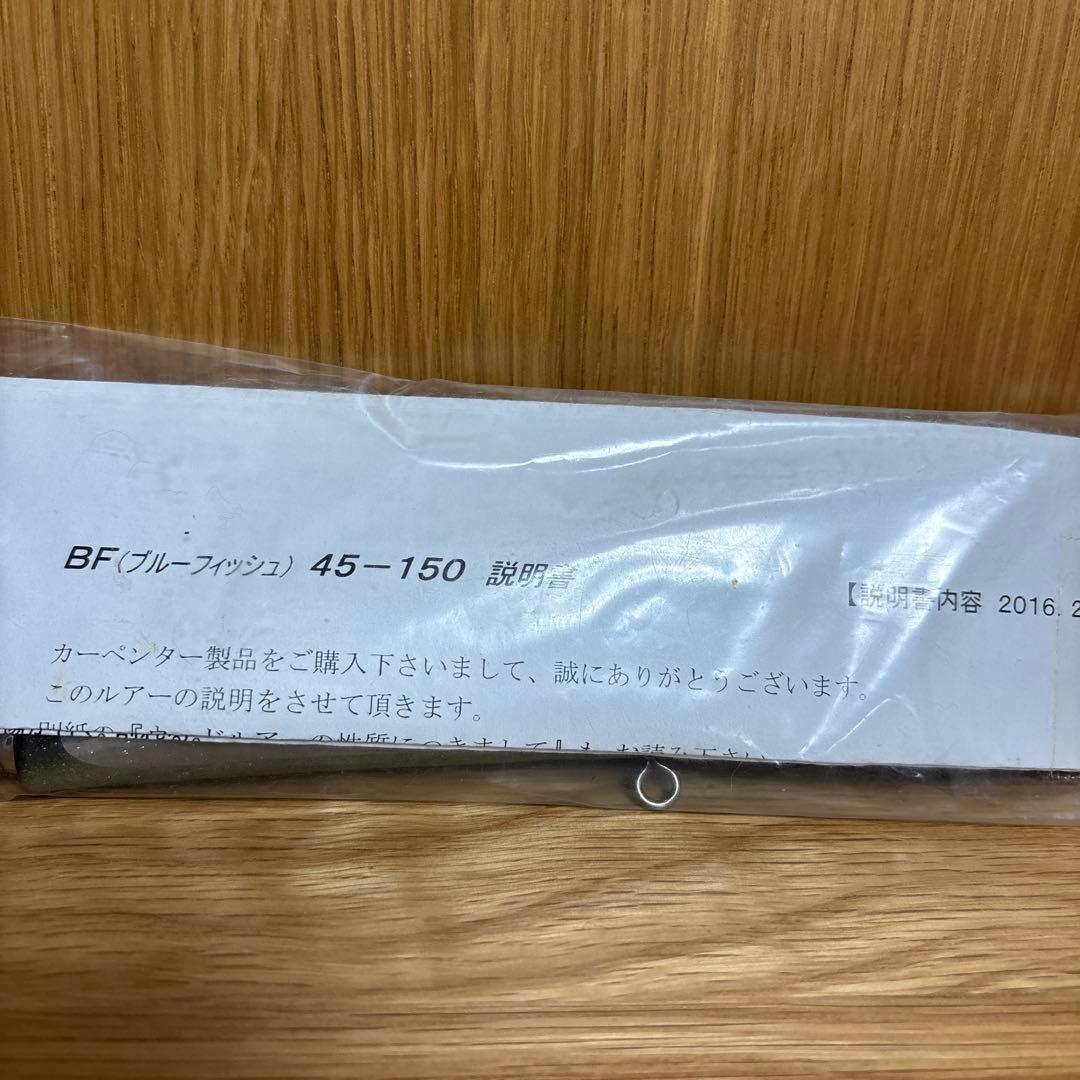 BF(ブルーフィッシュ) 45-150 説明書
【説明書内容 2016.2
カーペンター製品をご購入下さいまして、誠にありがとうございます。
このルアーの説明をさせて頂きます。